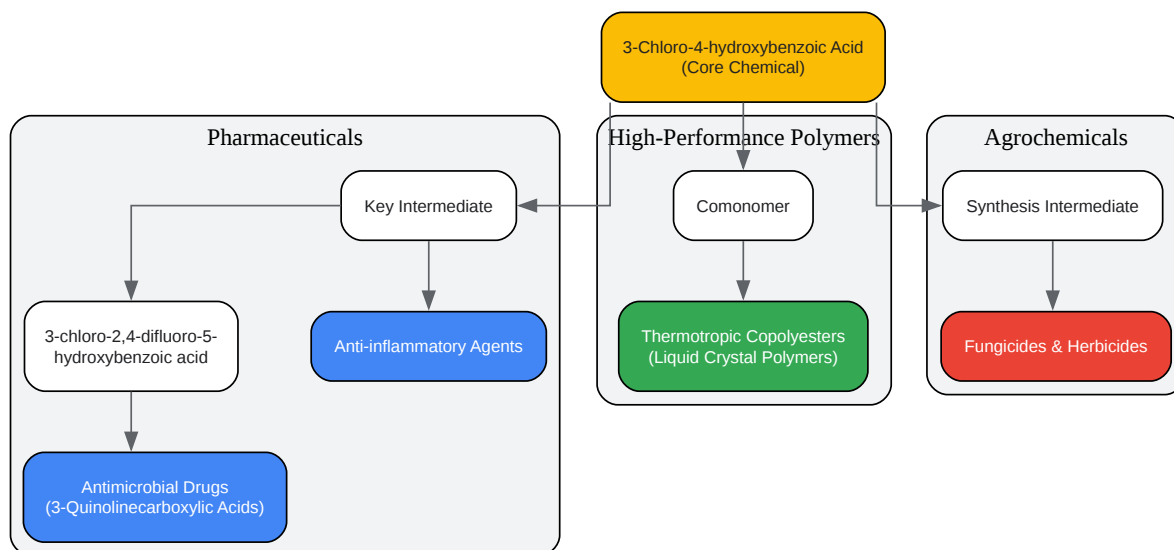 3-Chloro-4-hydroxybenzoic Acid
(Core Chemical)
Pharmaceuticals
High-Performance Polymers
Agrochemicals
Key Intermediate
Comonomer
Synthesis Intermediate
3-chloro-2,4-difluoro-5-
hydroxybenzoic acid
Anti-inflammatory Agents
Thermotropic Copolyesters
(Liquid Crystal Polymers)
Fungicides & Herbicides
Antimicrobial Drugs
(3-Quinolinecarboxylic Acids)